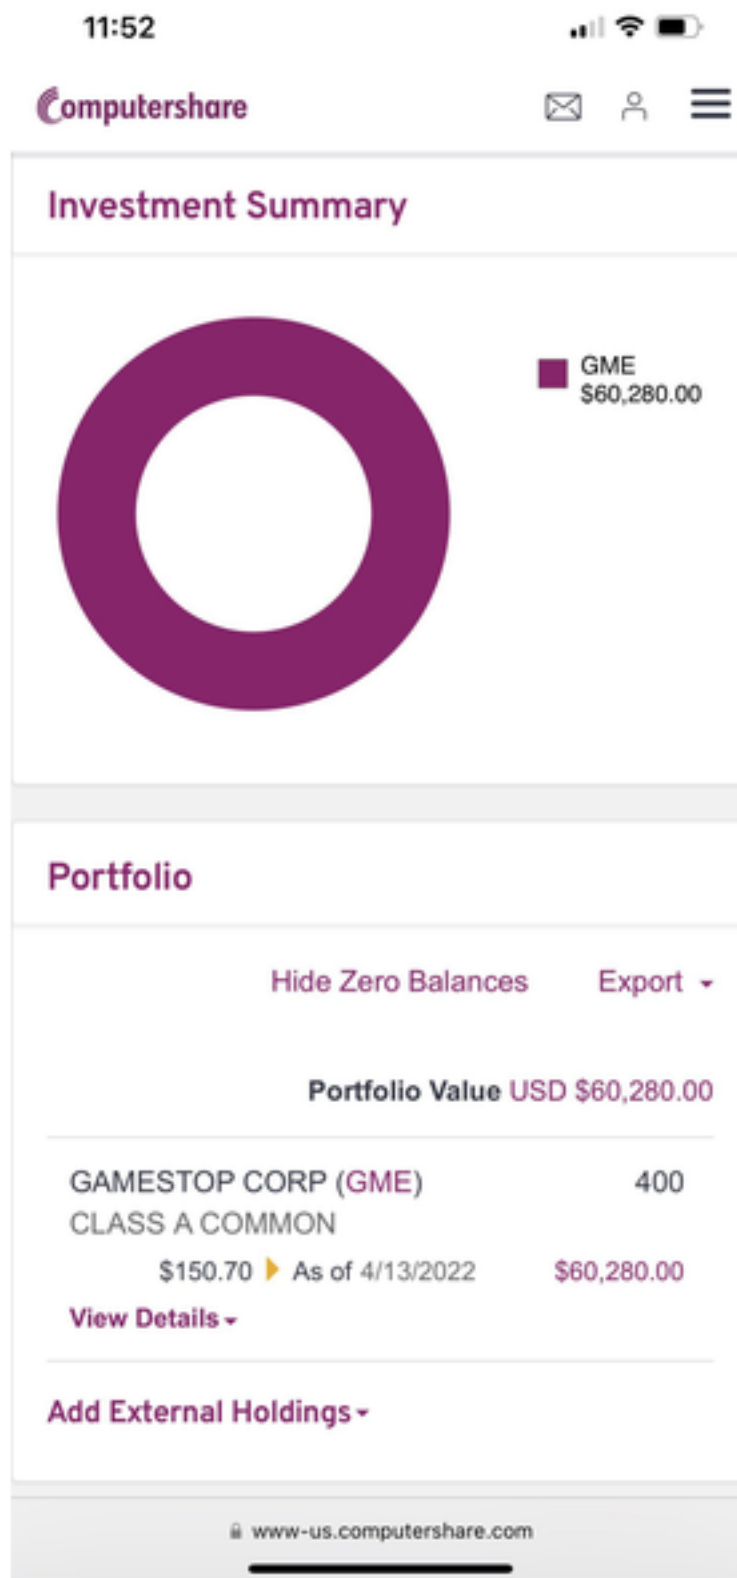 11:52
Computershare
Investment Summary
GME
$60,280.00
Portfolio
Hide Zero Balances Export
Portfolio Value USD $60,280.00
GAMESTOP CORP (GME) 400
CLASS A COMMON
$150.70 As of 4/13/2022 $60,280.00
View Details
Add External Holdings
www-us.computershare.com